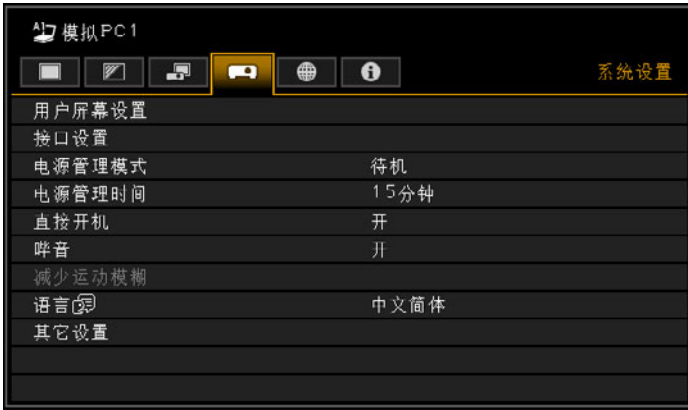 A1 模拟PC1
系统设置
用户屏幕设置
接口设置
电源管理模式 待机
电源管理时间 15分钟
直接开机 开
哔音 开
减少运动模糊
语言 中文简体
其它设置